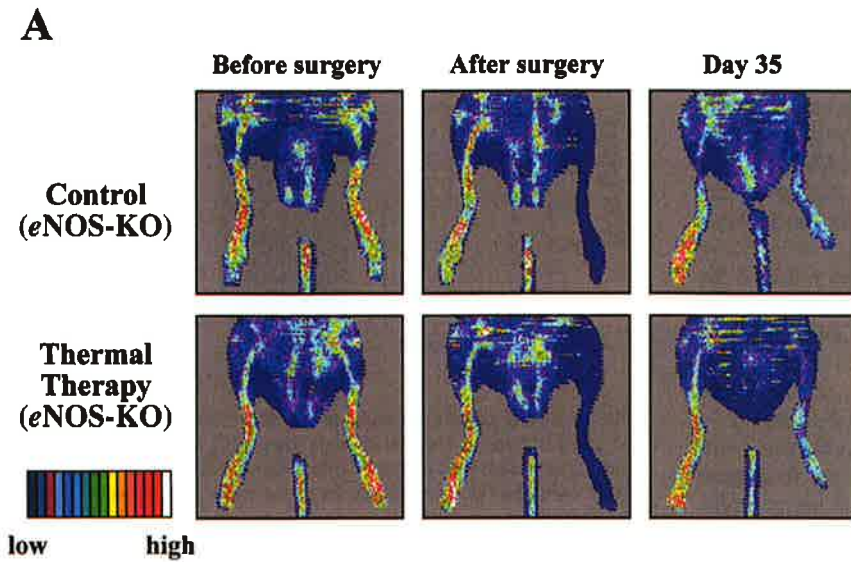 A
Before surgery
After surgery
Day 35
Control
(eNOS-KO)
Thermal
Therapy
(eNOS-KO)
low
high